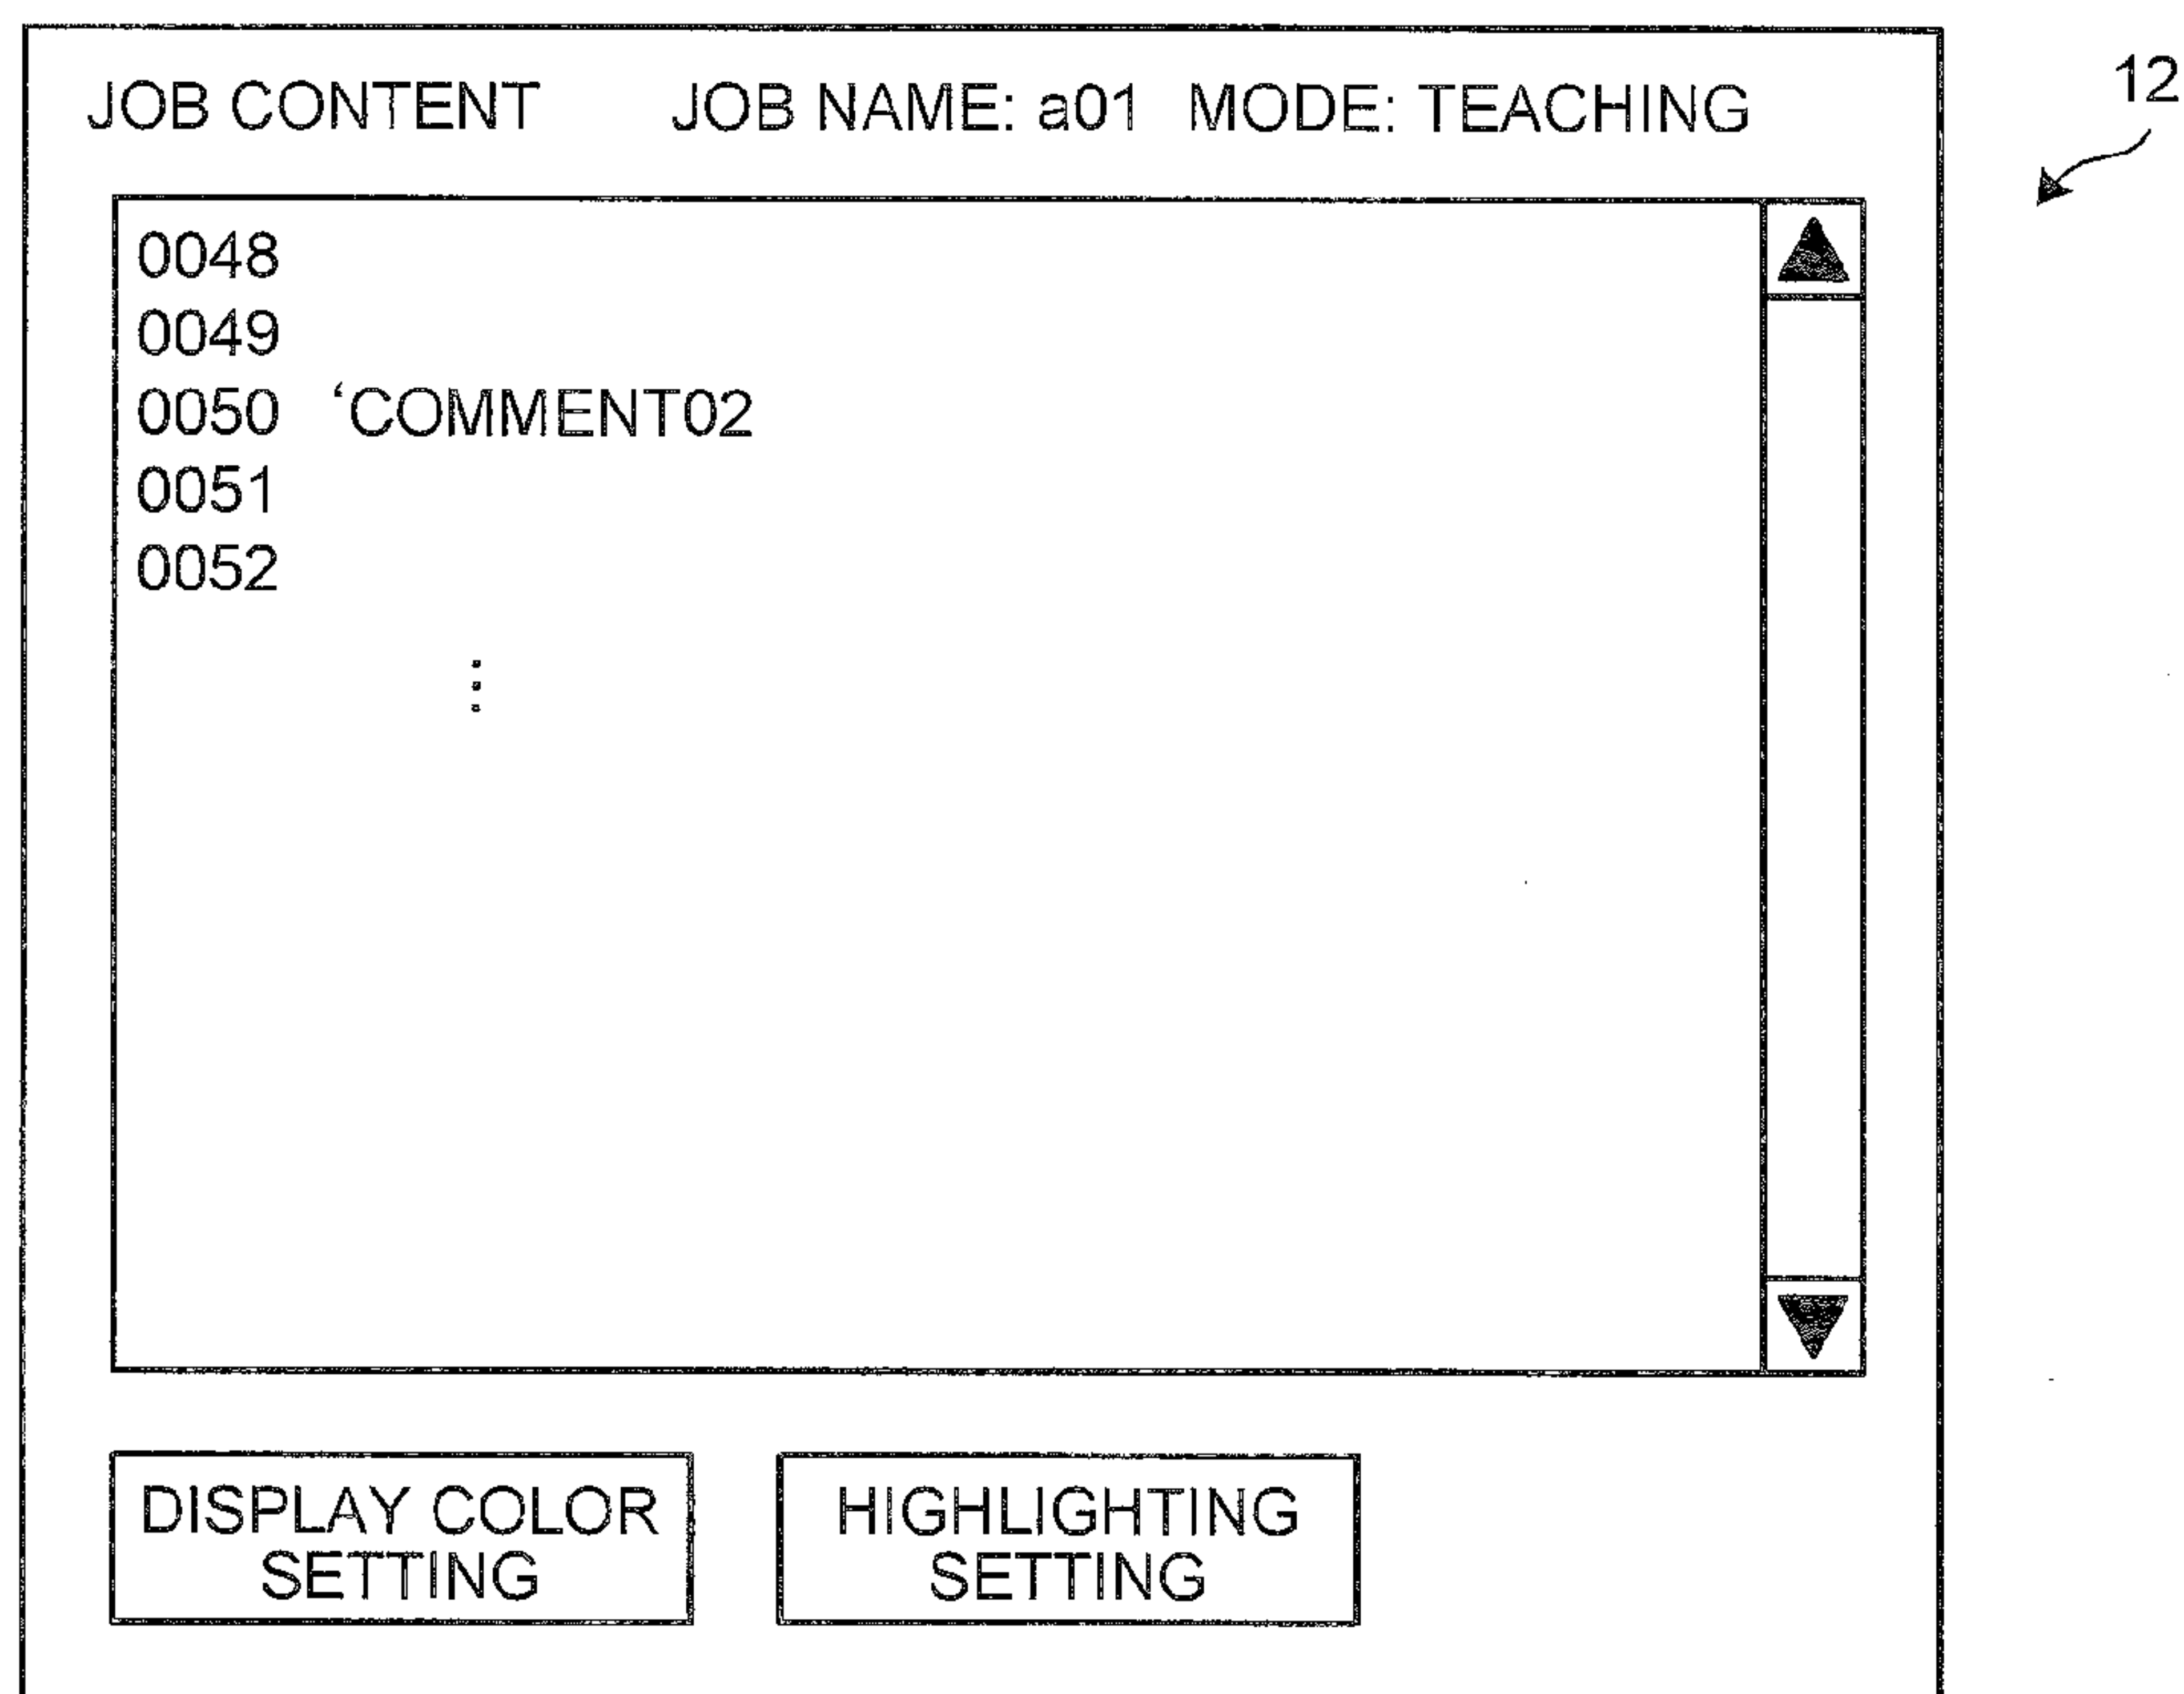 JOB CONTENT JOB NAME: a01 MODE: TEACHING
12
0048
0049
0050 ‘COMMENT02
0051
0052
⋮
DISPLAY COLOR
SETTING
HIGHLIGHTING
SETTING